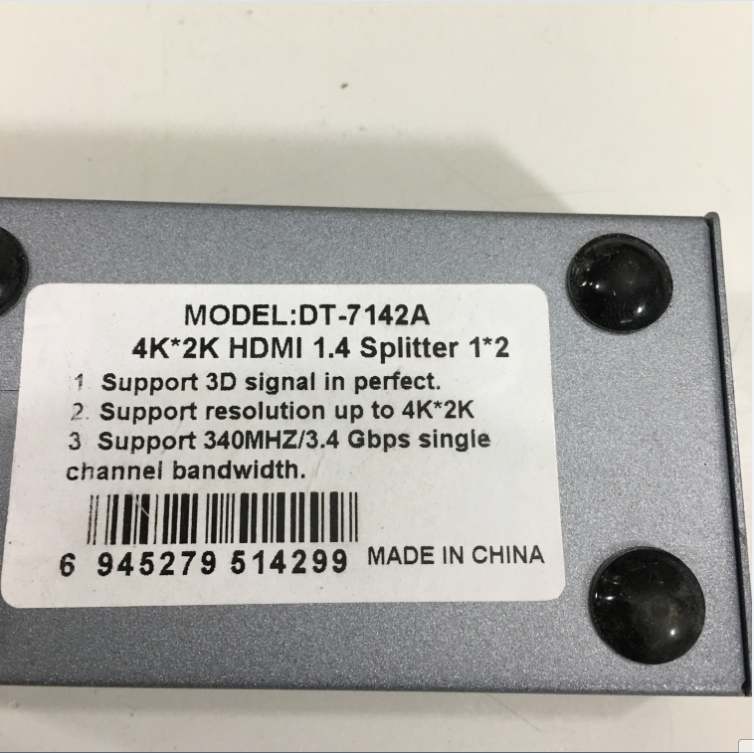 MODEL:DT-7142A
4K*2K HDMI 1.4 Splitter 1*2
1. Support 3D signal in perfect.
2. Support resolution up to 4K*2K
3 Support 340MHZ/3.4 Gbps single
channel bandwidth.
6 945279 514299 MADE IN CHINA